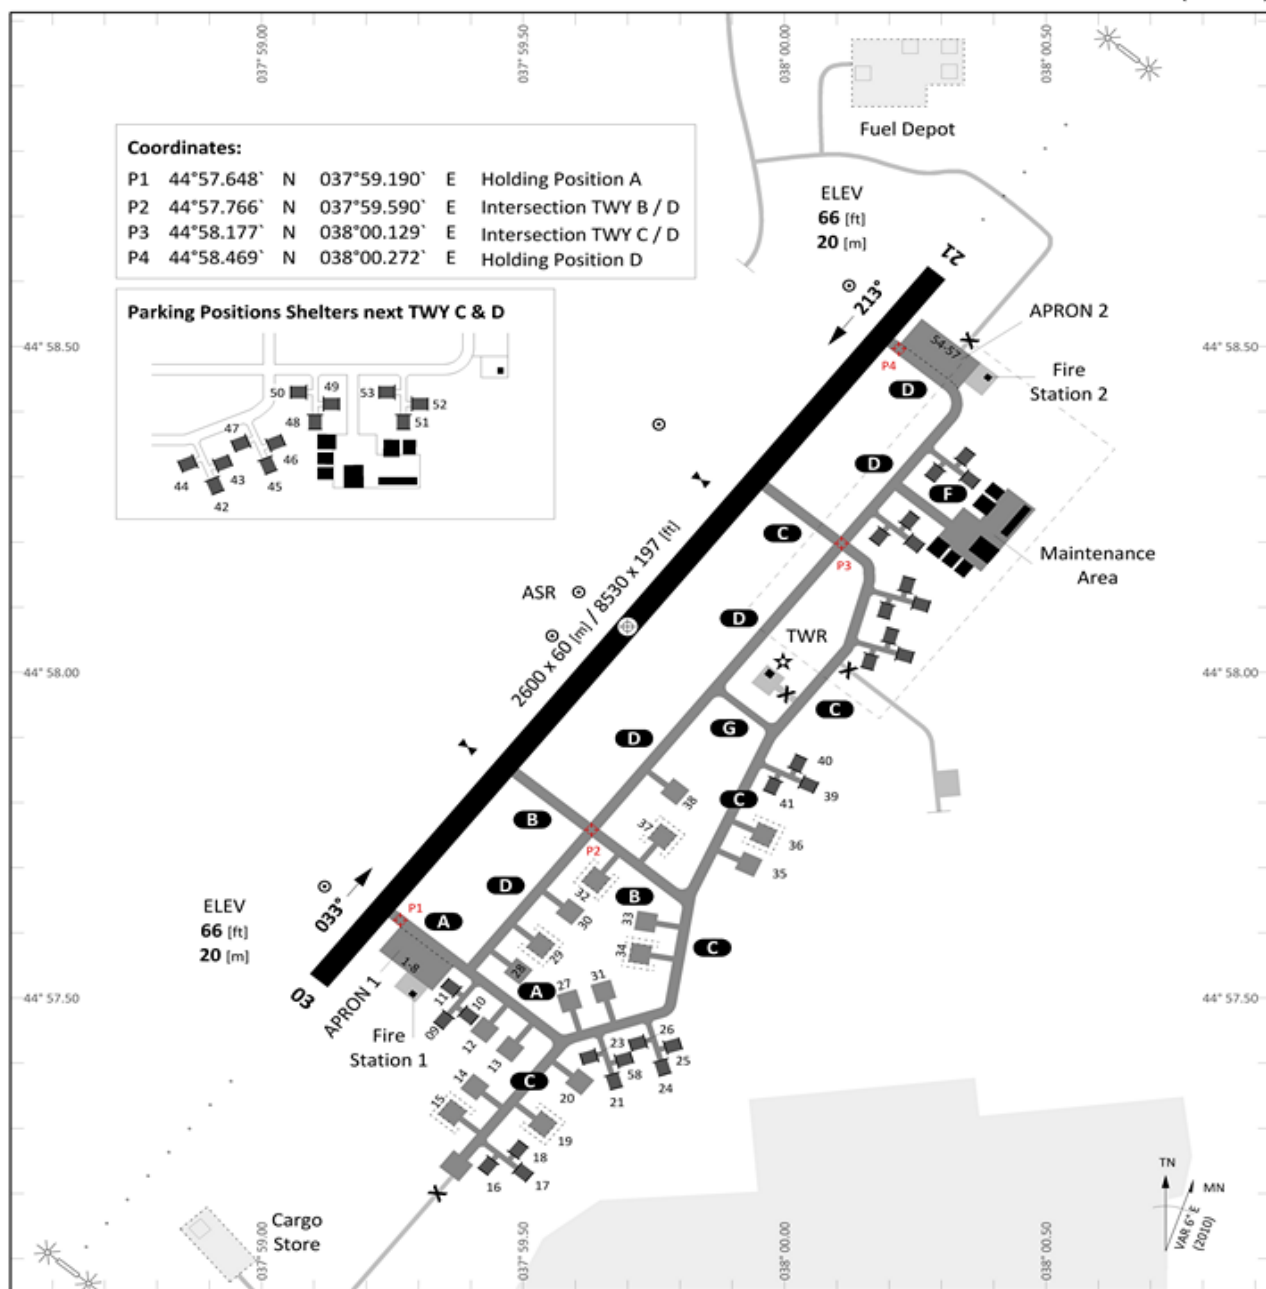 037° 59.00
037° 59.50
038° 00.00
038° 00.50
Fuel Depot
Coordinates:
P1 44°57.648` N 037°59.190` E Holding Position A
P2 44°57.766` N 037°59.590` E Intersection TWY B / D
P3 44°58.177` N 038°00.129` E Intersection TWY C / D
P4 44°58.469` N 038°00.272` E Holding Position D
ELEV
66 [ft]
20 [m]
21
213°
Parking Positions Shelters next TWY C & D
50
49
53
52
48
51
47
46
44
43
45
42
APRON 2
44° 58.50
44° 58.50
54-57
P4
Fire
Station 2
D
D
F
C
P3
Maintenance
Area
2600 x 60 [m] / 8530 x 197 [ft]
ASR
D
TWR
44° 58.00
44° 58.00
C
G
D
40
39
41
C
38
B
37
36
P2
35
D
32
B
30
33
ELEV
66 [ft]
20 [m]
033°
P1
A
29
34
C
03
APRON 1
1-8
28
27
31
A
44° 57.50
44° 57.50
11
10
09
12
13
Fire
Station 1
23
26
25
58
24
21
20
C
14
15
19
18
16
17
Cargo
Store
TN
MN
VAR 6° E
(2010)
037° 59.00
037° 59.50
038° 00.00
038° 00.50